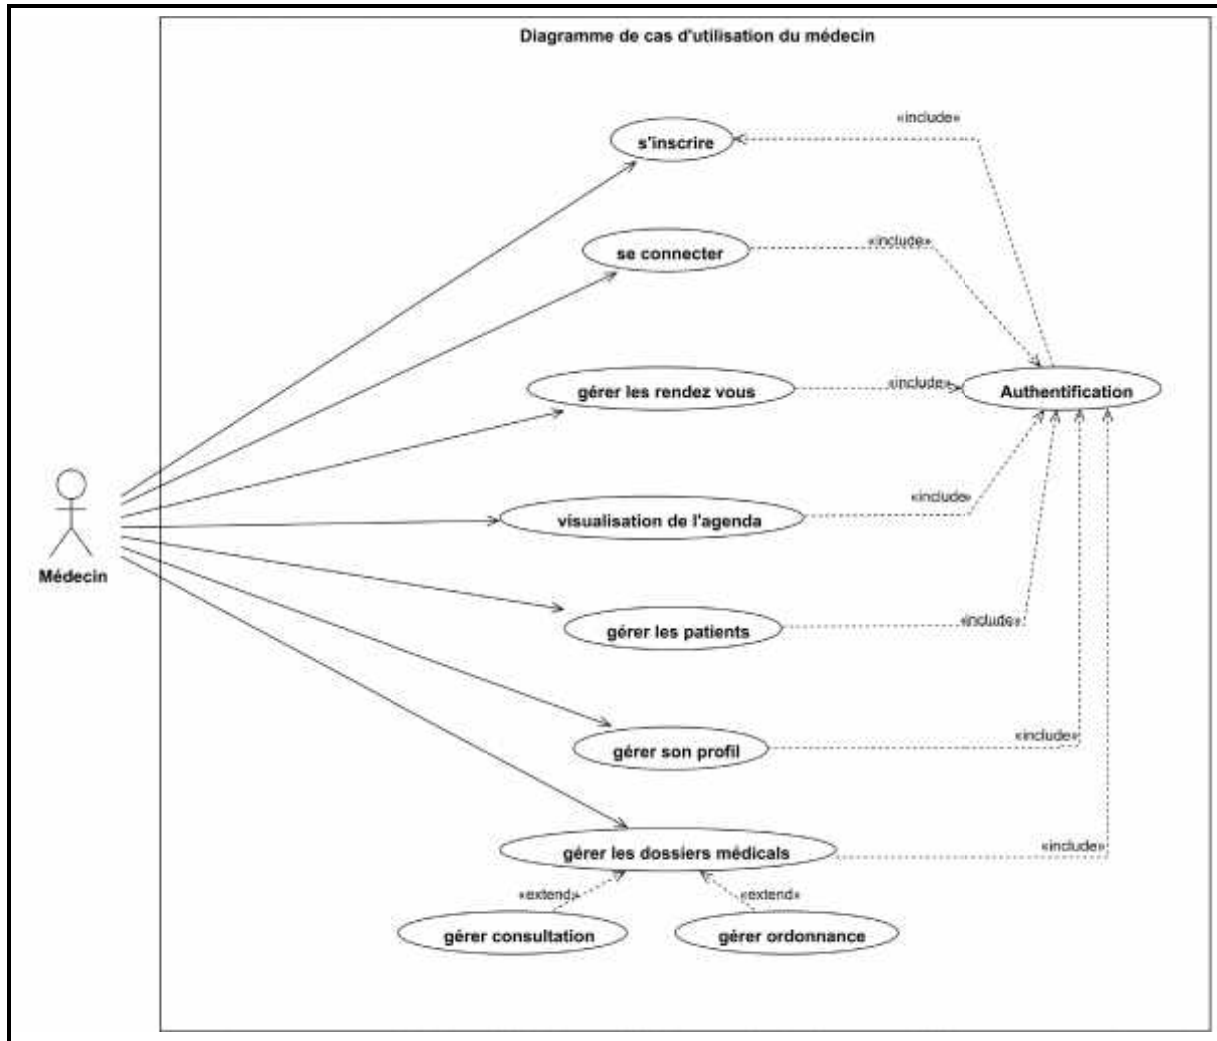 Diagramme de cas d'utilisation du médecin
«include»
s'inscrire
«include»
se connecter
«include»
gérer les rendez vous
Authentification
«include»
visualisation de l'agenda
Médecin
«include»
gérer les patients
«include»
gérer son profil
«include»
gérer les dossiers médicals
«extend»
«extend»
gérer consultation
gérer ordonnance